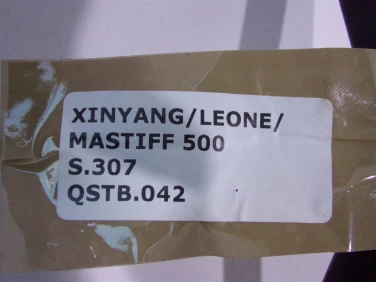 XINYANG/LEONE/
MASTIFF 500
S.307
QSTB.042